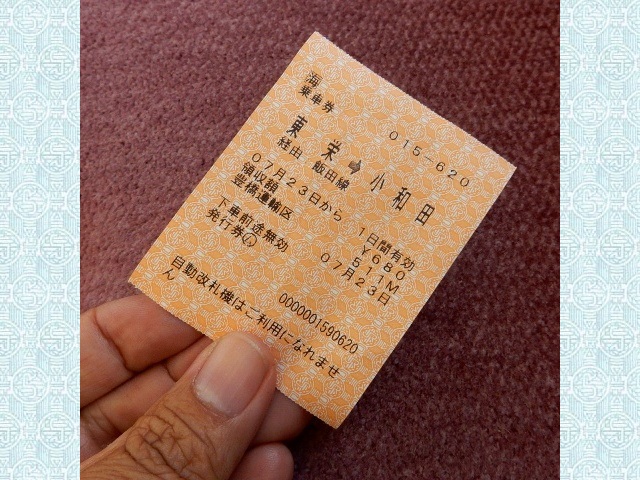 海
乗車券
015-620
東栄➡小和田
経由 飯田線
07月23日から 1日間有効
領収額 ¥680
豊橋運輸区 511M
07月23日
下車前途無効
発行券
0000001590620
自動改札機はご利用になれませ
ん